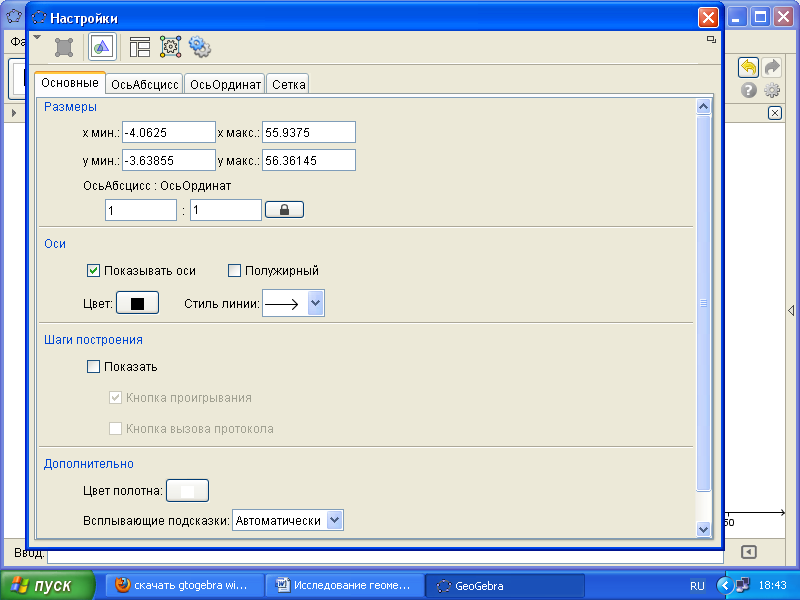 Настройки
Фа
Основные ОсьАбсцисс ОсьОрдинат Сетка
Размеры
x мин.: -4.0625 x макс.: 55.9375
y мин.: -3.63855 y макс.: 56.36145
ОсьАбсцисс : ОсьОрдинат
1 : 1
Оси
Показывать оси Полужирный
Цвет: Стиль линии:
Шаги построения
Показать
Кнопка проигрывания
Кнопка вызова протокола
Дополнительно
Цвет полотна:
Всплывающие подсказки: Автоматически
50
Ввод:
пуск скачать gtogebra wi... Исследование геоме... GeoGebra RU 18:43